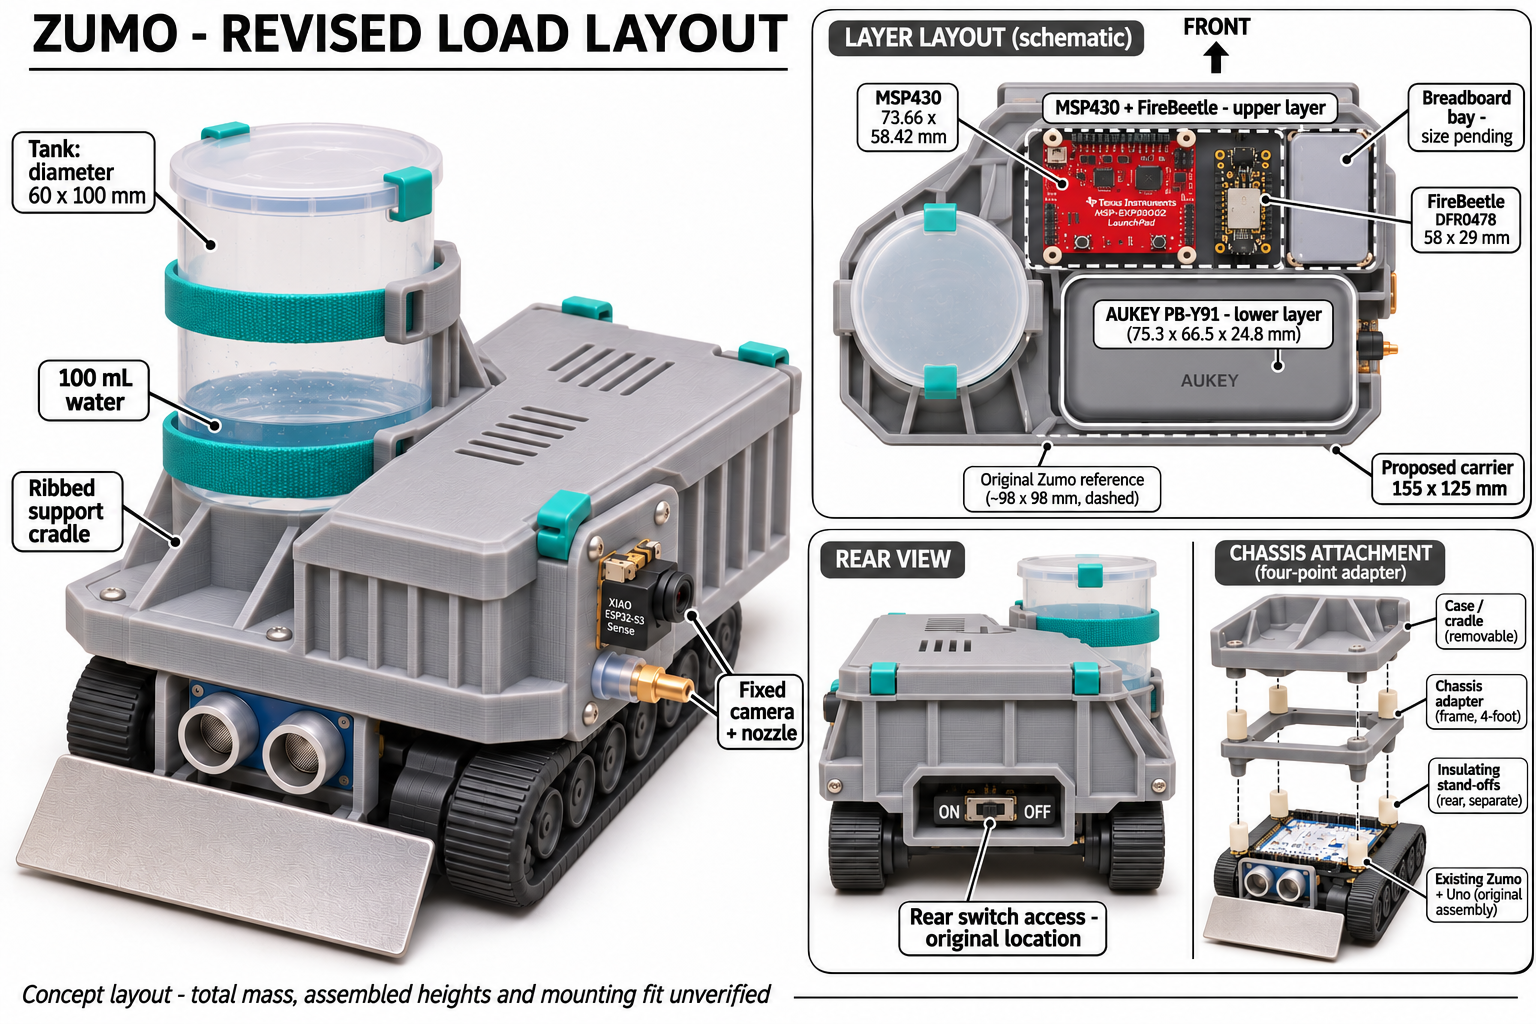 ZUMO - REVISED LOAD LAYOUT
Tank:
diameter
60 x 100 mm
100 mL
water
Ribbed
support
cradle
XIAO
ESP32-S3
Sense
Fixed
camera
+ nozzle
Concept layout - total mass, assembled heights and mounting fit unverified
LAYER LAYOUT (schematic)
FRONT
MSP430
73.66 x
58.42 mm
MSP430 + FireBeetle - upper layer
Breadboard
bay -
size pending
Texas Instruments
MSP-EXP090G2
LaunchPad
FireBeetle
DFR0478
58 x 29 mm
AUKEY PB-Y91 - lower layer
(75.3 x 66.5 x 24.8 mm)
AUKEY
Original Zumo reference
(~98 x 98 mm, dashed)
Proposed carrier
155 x 125 mm
REAR VIEW
ON
OFF
Rear switch access -
original location
CHASSIS ATTACHMENT
(four-point adapter)
Case /
cradle
(removable)
Chassis
adapter
(frame, 4-foot)
Insulating
stand-offs
(rear, separate)
Existing Zumo
+ Uno (original
assembly)